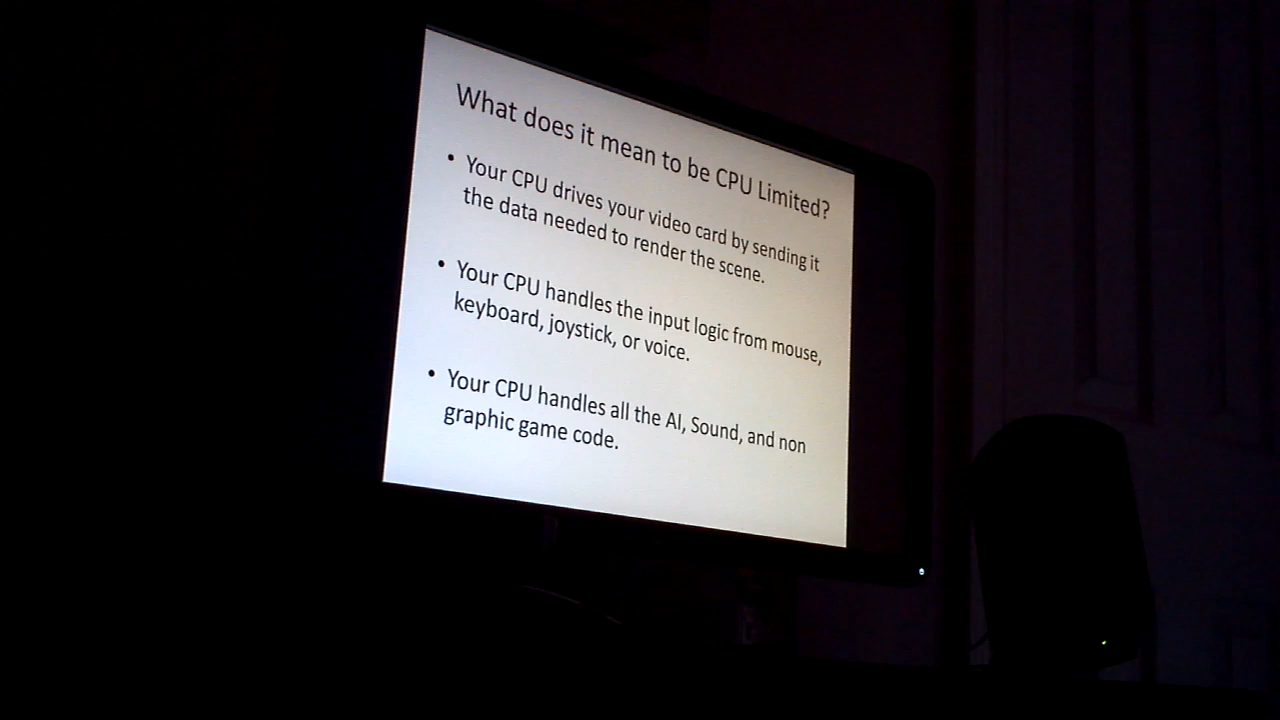 What does it mean to be CPU Limited?
• Your CPU drives your video card by sending it
the data needed to render the scene.
• Your CPU handles the input logic from mouse,
keyboard, joystick, or voice.
• Your CPU handles all the AI, Sound, and non
graphic game code.